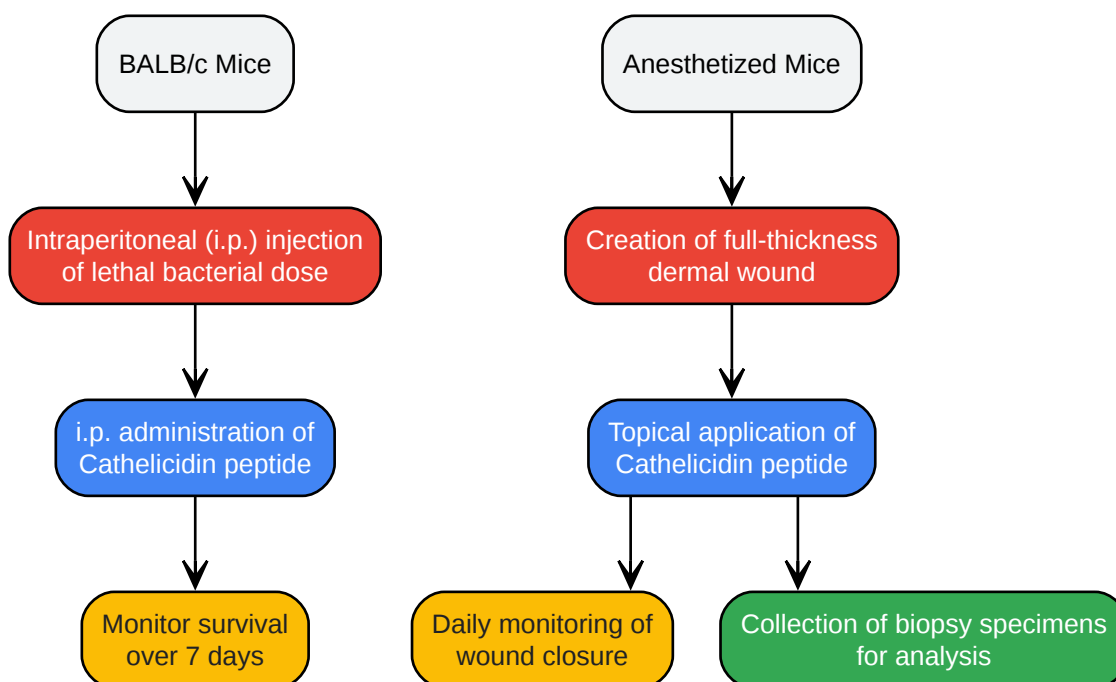 BALB/c Mice
Anesthetized Mice
Intraperitoneal (i.p.) injection
of lethal bacterial dose
Creation of full-thickness
dermal wound
i.p. administration of
Cathelicidin peptide
Topical application of
Cathelicidin peptide
Monitor survival
over 7 days
Daily monitoring of
wound closure
Collection of biopsy specimens
for analysis